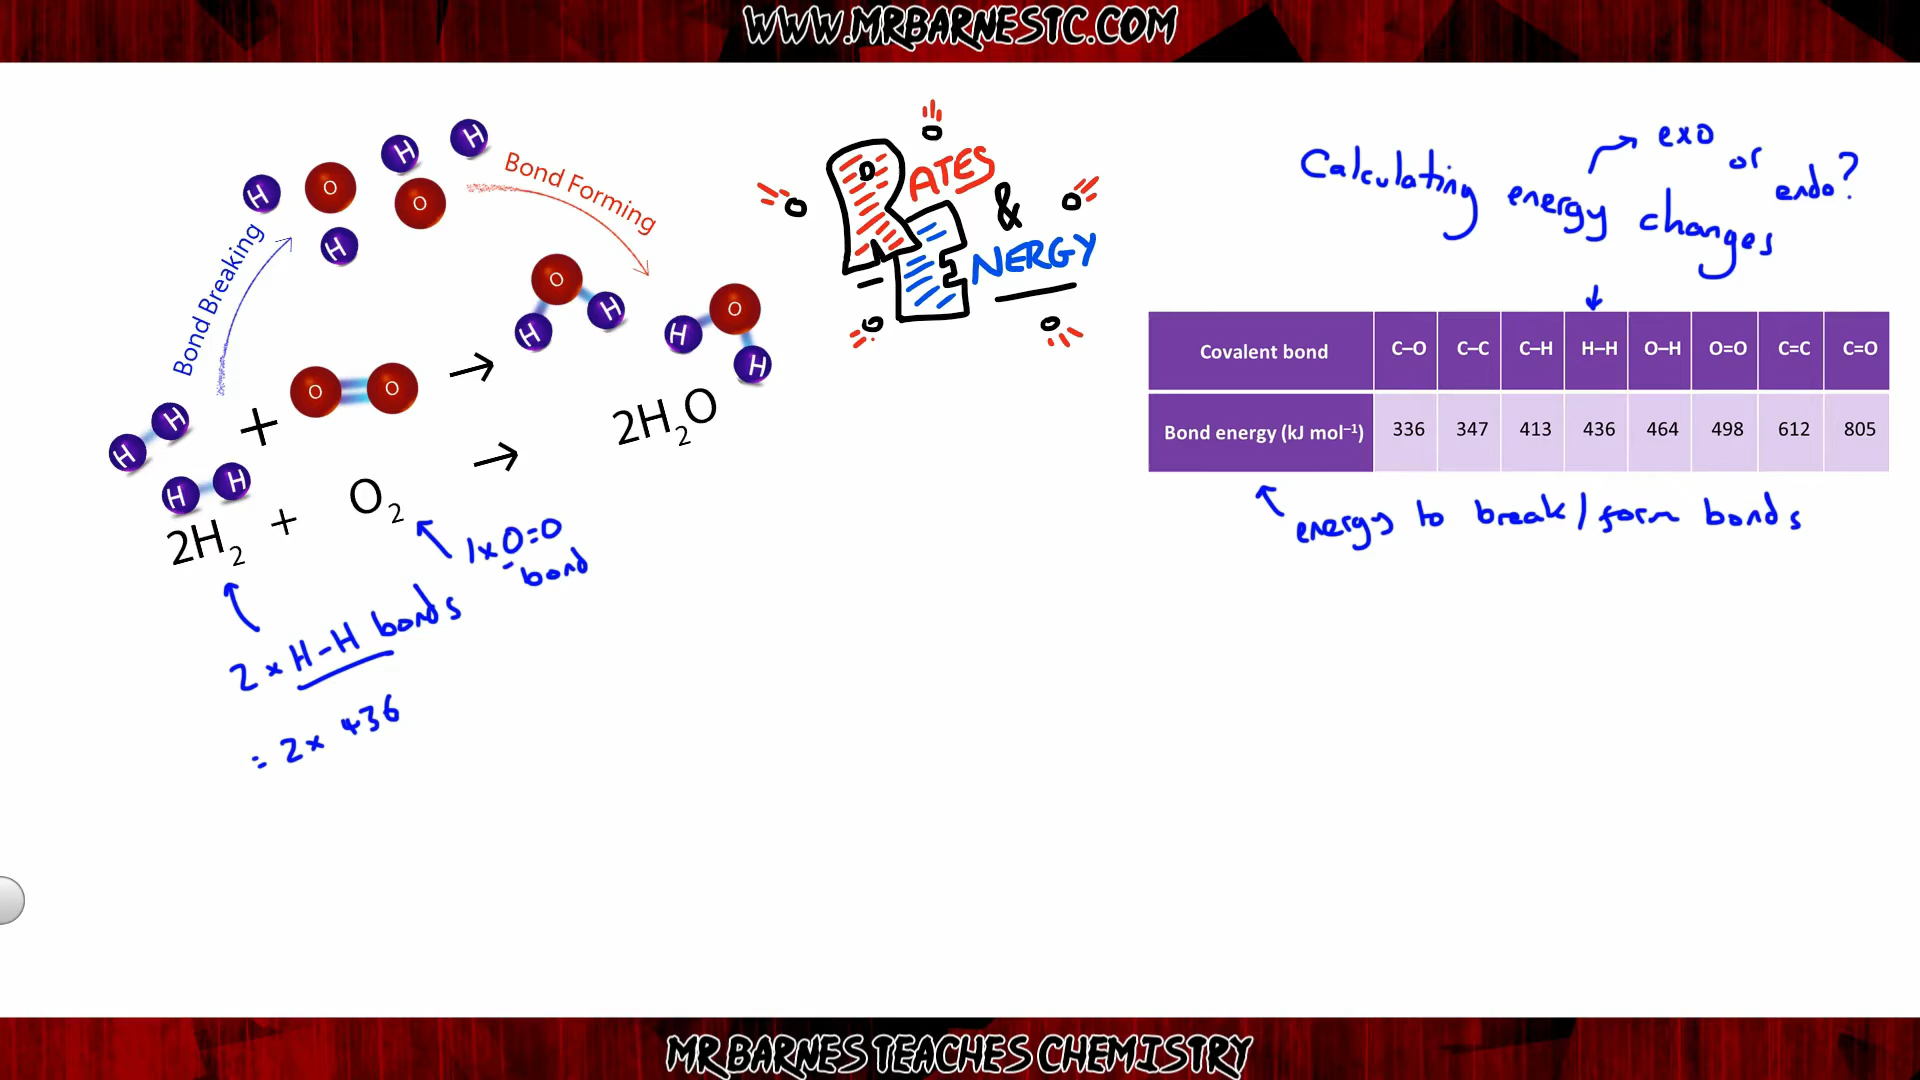 WWW.MRBARNESTC.COM
H
H
H O O
H
Bond Breaking
Bond Forming
O
H H
O
H
H
H H
H H
+
O O
→
2H2 + O2 → 2H2O
1 x O=O
bond
2 x H-H bonds
= 2 x 436
RATES
&
ENERGY
Calculating energy changes → exo or endo?
Covalent bond C–O C–C C–H H–H O–H O=O C=C C=O
Bond energy (kJ mol⁻¹) 336 347 413 436 464 498 612 805
energy to break/form bonds
MR BARNES TEACHES CHEMISTRY